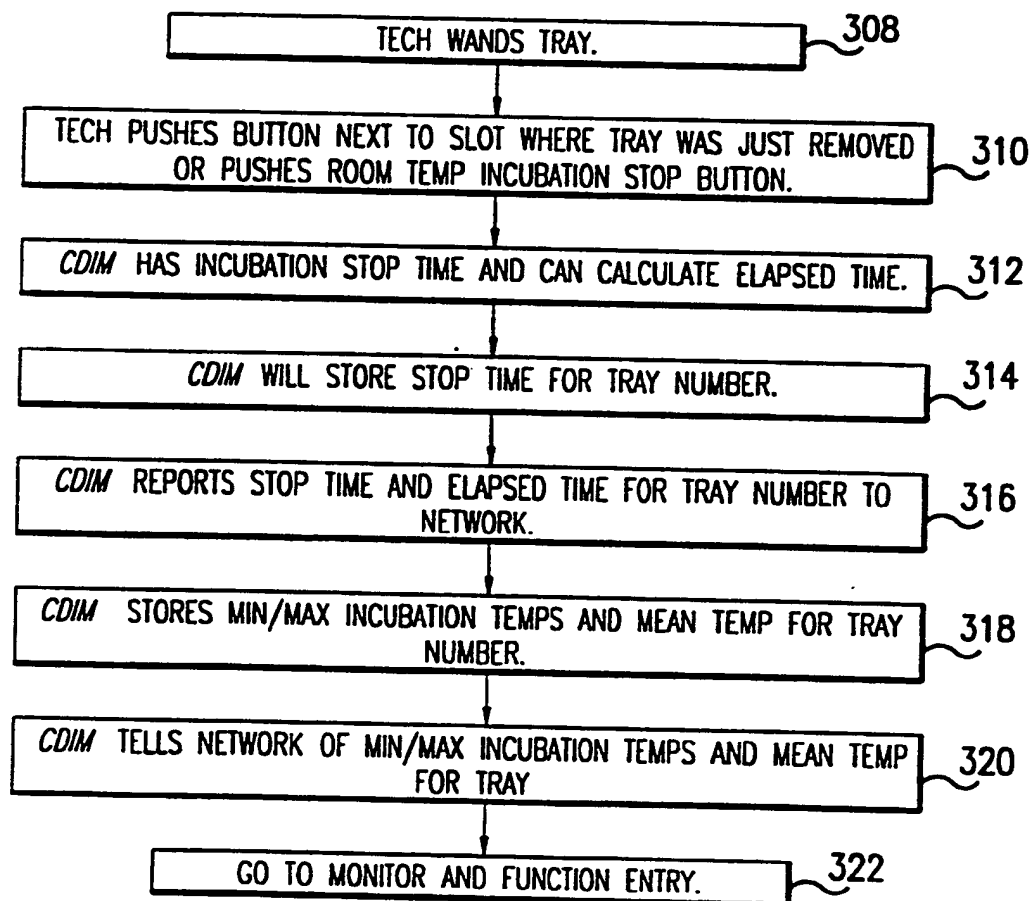 TECH WANDS TRAY.
308
TECH PUSHES BUTTON NEXT TO SLOT WHERE TRAY WAS JUST REMOVED
OR PUSHES ROOM TEMP INCUBATION STOP BUTTON.
310
CDIM HAS INCUBATION STOP TIME AND CAN CALCULATE ELAPSED TIME.
312
CDIM WILL STORE STOP TIME FOR TRAY NUMBER.
314
CDIM REPORTS STOP TIME AND ELAPSED TIME FOR TRAY NUMBER TO
NETWORK.
316
CDIM STORES MIN/MAX INCUBATION TEMPS AND MEAN TEMP FOR TRAY
NUMBER.
318
CDIM TELLS NETWORK OF MIN/MAX INCUBATION TEMPS AND MEAN TEMP
FOR TRAY
320
GO TO MONITOR AND FUNCTION ENTRY.
322